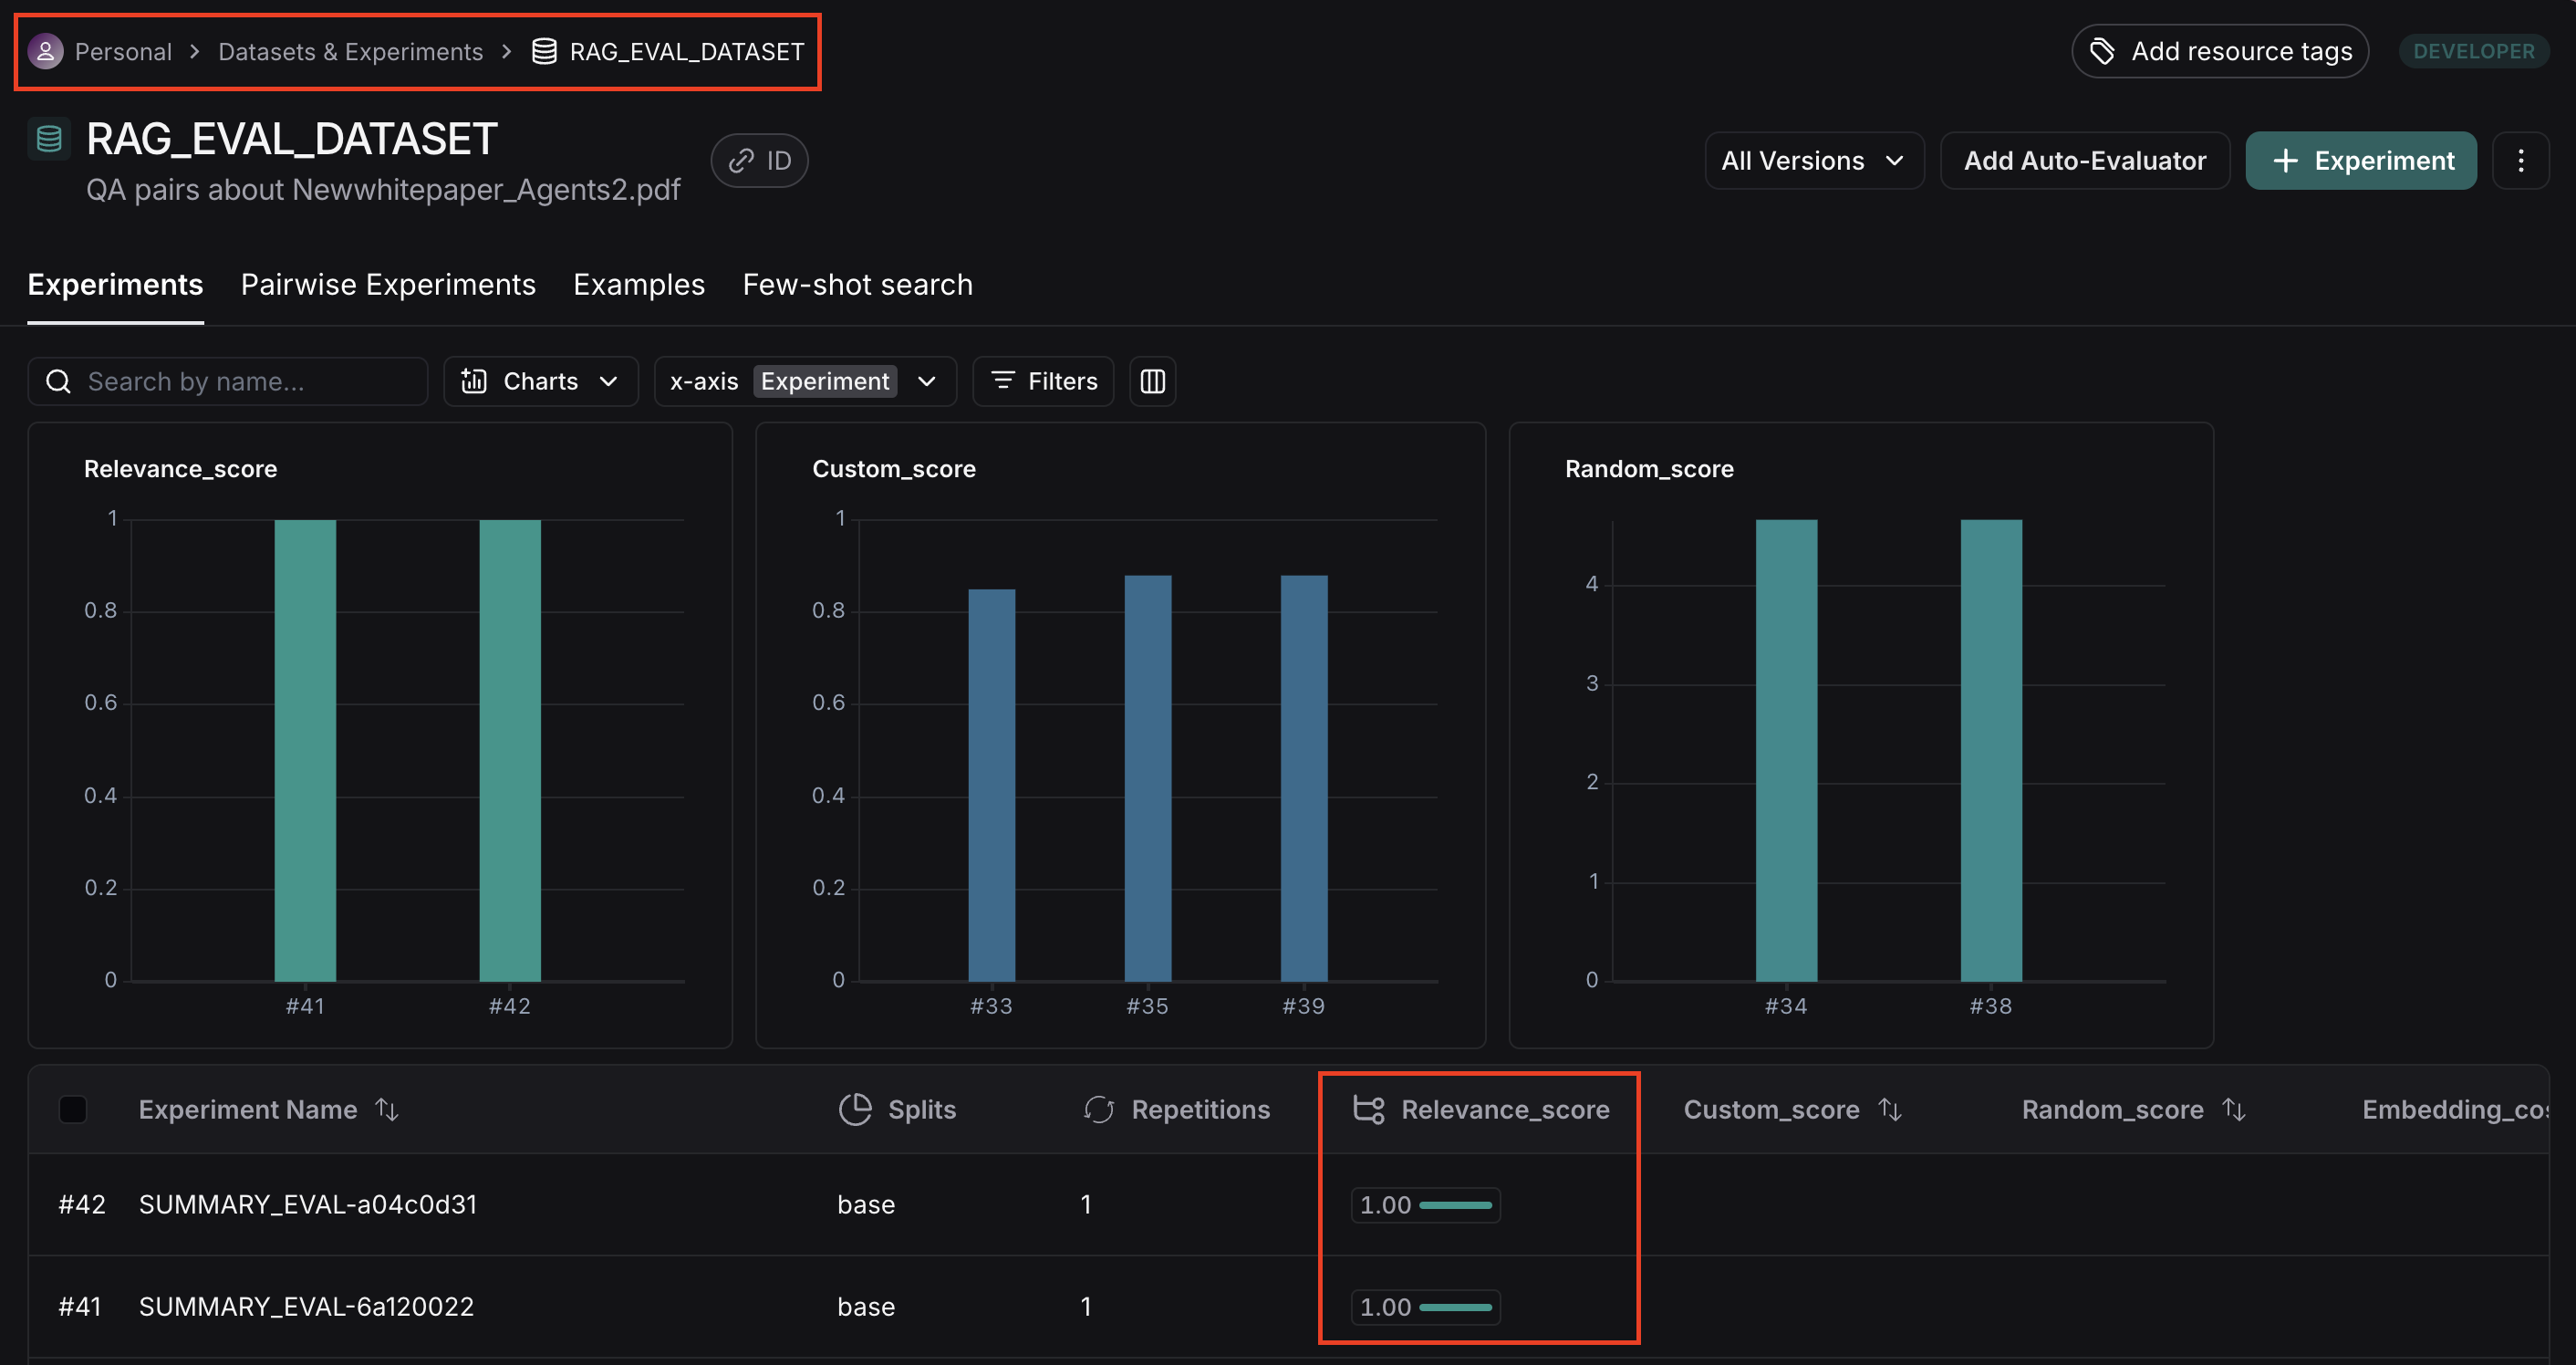 Personal > Datasets & Experiments > RAG_EVAL_DATASET
Add resource tags
DEVELOPER
RAG_EVAL_DATASET
QA pairs about Newwhitepaper_Agents2.pdf
ID
All Versions
Add Auto-Evaluator
+ Experiment
Experiments Pairwise Experiments Examples Few-shot search
Search by name...
Charts
x-axis Experiment
Filters
Relevance_score
1
0.8
0.6
0.4
0.2
0
#41 #42
Custom_score
1
0.8
0.6
0.4
0.2
0
#33 #35 #39
Random_score
4
3
2
1
0
#34 #38
Experiment Name Splits Repetitions Relevance_score Custom_score Random_score Embedding_cos
#42 SUMMARY_EVAL-a04c0d31 base 1 1.00
#41 SUMMARY_EVAL-6a120022 base 1 1.00